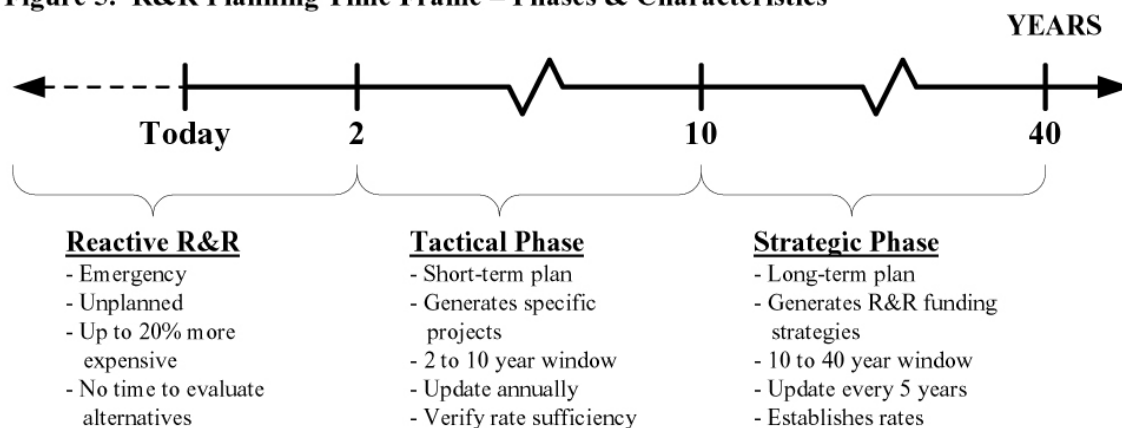 Figure 3: R&R Planning Time Frame – Phases & Characteristics
YEARS
Today
2
10
40
Reactive R&R
- Emergency
- Unplanned
- Up to 20% more
expensive
- No time to evaluate
alternatives
Tactical Phase
- Short-term plan
- Generates specific
projects
- 2 to 10 year window
- Update annually
- Verify rate sufficiency
Strategic Phase
- Long-term plan
- Generates R&R funding
strategies
- 10 to 40 year window
- Update every 5 years
- Establishes rates